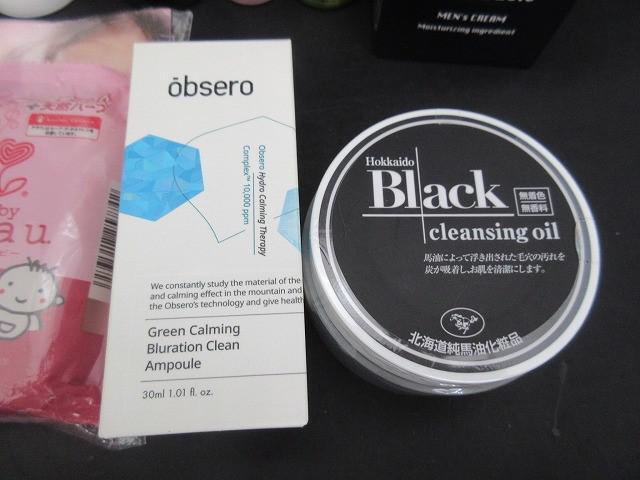 MEN's CREAM
Moisturizing ingredient
天然ハーブ
by
au
ōbsero
Obsero Hydro Calming Therapy
Complex™ 10,000 ppm
We constantly study the material of the
and calming effect in the mountain and
the Obsero's technology and give health
Green Calming
Bluration Clean
Ampoule
30ml 1.01 fl. oz.
Hokkaido
Black
無着色
無香料
cleansing oil
馬油によって浮き出された毛穴の汚れを
炭が吸着し、お肌を清潔にします。
北海道純馬油化粧品